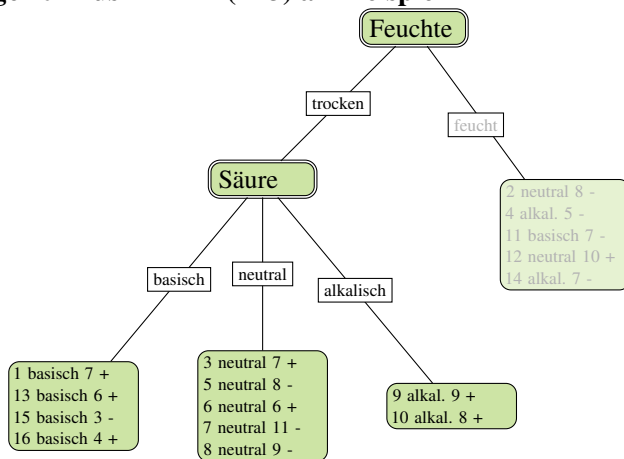 Feuchte
trocken
feucht
Säure
2 neutral 8 -
4 alkal. 5 -
11 basisch 7 -
12 neutral 10 +
14 alkal. 7 -
basisch
neutral
alkalisch
1 basisch 7 +
13 basisch 6 +
15 basisch 3 -
16 basisch 4 +
3 neutral 7 +
5 neutral 8 -
6 neutral 6 +
7 neutral 11 -
8 neutral 9 -
9 alkal. 9 +
10 alkal. 8 +